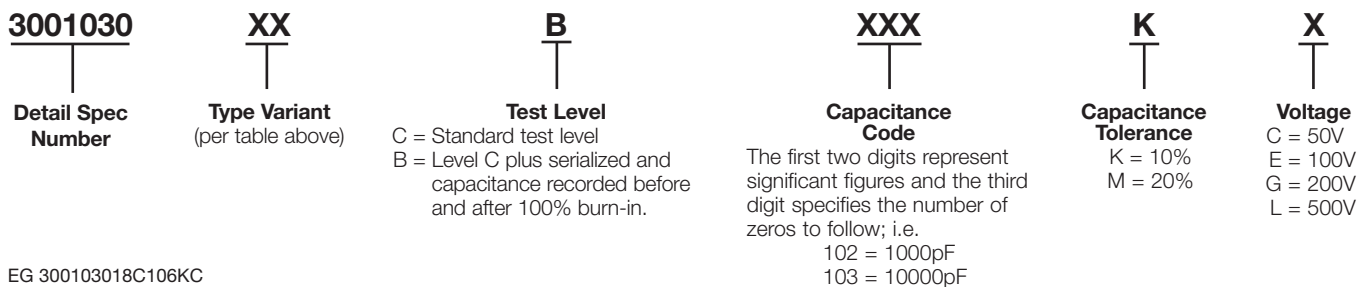 3001030
XX
B
XXX
K
X
Detail Spec
Number
Type Variant
(per table above)
Test Level
C = Standard test level
B = Level C plus serialized and
capacitance recorded before
and after 100% burn-in.
Capacitance
Code
The first two digits represent
significant figures and the third
digit specifies the number of
zeros to follow; i.e.
102 = 1000pF
103 = 10000pF
Capacitance
Tolerance
K = 10%
M = 20%
Voltage
C = 50V
E = 100V
G = 200V
L = 500V
EG 300103018C106KC